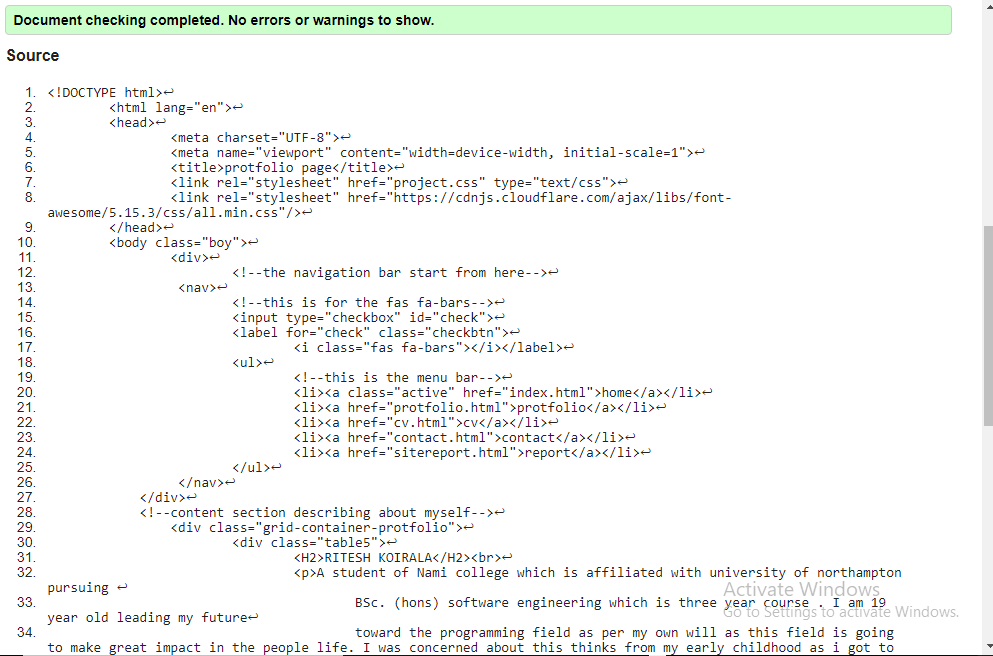 Document checking completed. No errors or warnings to show.
Source
1. <!DOCTYPE html>↩
2. <html lang="en">↩
3. <head>↩
4. <meta charset="UTF-8">↩
5. <meta name="viewport" content="width=device-width, initial-scale=1">↩
6. <title>protfolio page</title>↩
7. <link rel="stylesheet" href="project.css" type="text/css">↩
8. <link rel="stylesheet" href="https://cdnjs.cloudflare.com/ajax/libs/font-
awesome/5.15.3/css/all.min.css"/>↩
9. </head>↩
10. <body class="boy">↩
11. <div>↩
12. <!--the navigation bar start from here-->↩
13. <nav>↩
14. <!--this is for the fas fa-bars-->↩
15. <input type="checkbox" id="check">↩
16. <label for="check" class="checkbtn">↩
17. <i class="fas fa-bars"></i></label>↩
18. <ul>↩
19. <!--this is the menu bar-->↩
20. <li><a class="active" href="index.html">home</a></li>↩
21. <li><a href="protfolio.html">protfolio</a></li>↩
22. <li><a href="cv.html">cv</a></li>↩
23. <li><a href="contact.html">contact</a></li>↩
24. <li><a href="sitereport.html">report</a></li>↩
25. </ul>↩
26. </nav>↩
27. </div>↩
28. <!--content section describing about myself-->↩
29. <div class="grid-container-protfolio">↩
30. <div class="table5">↩
31. <H2>RITESH KOIRALA</H2><br>↩
32. <p>A student of Nami college which is affiliated with university of northampton
pursuing ↩
Activate Windows
33. BSc. (hons) software engineering which is three year course . I am 19
Go to Settings to activate Windows.
year old leading my future↩
34. toward the programming field as per my own will as this field is going
to make great impact in the people life. I was concerned about this thinks from my early childhood as i got to